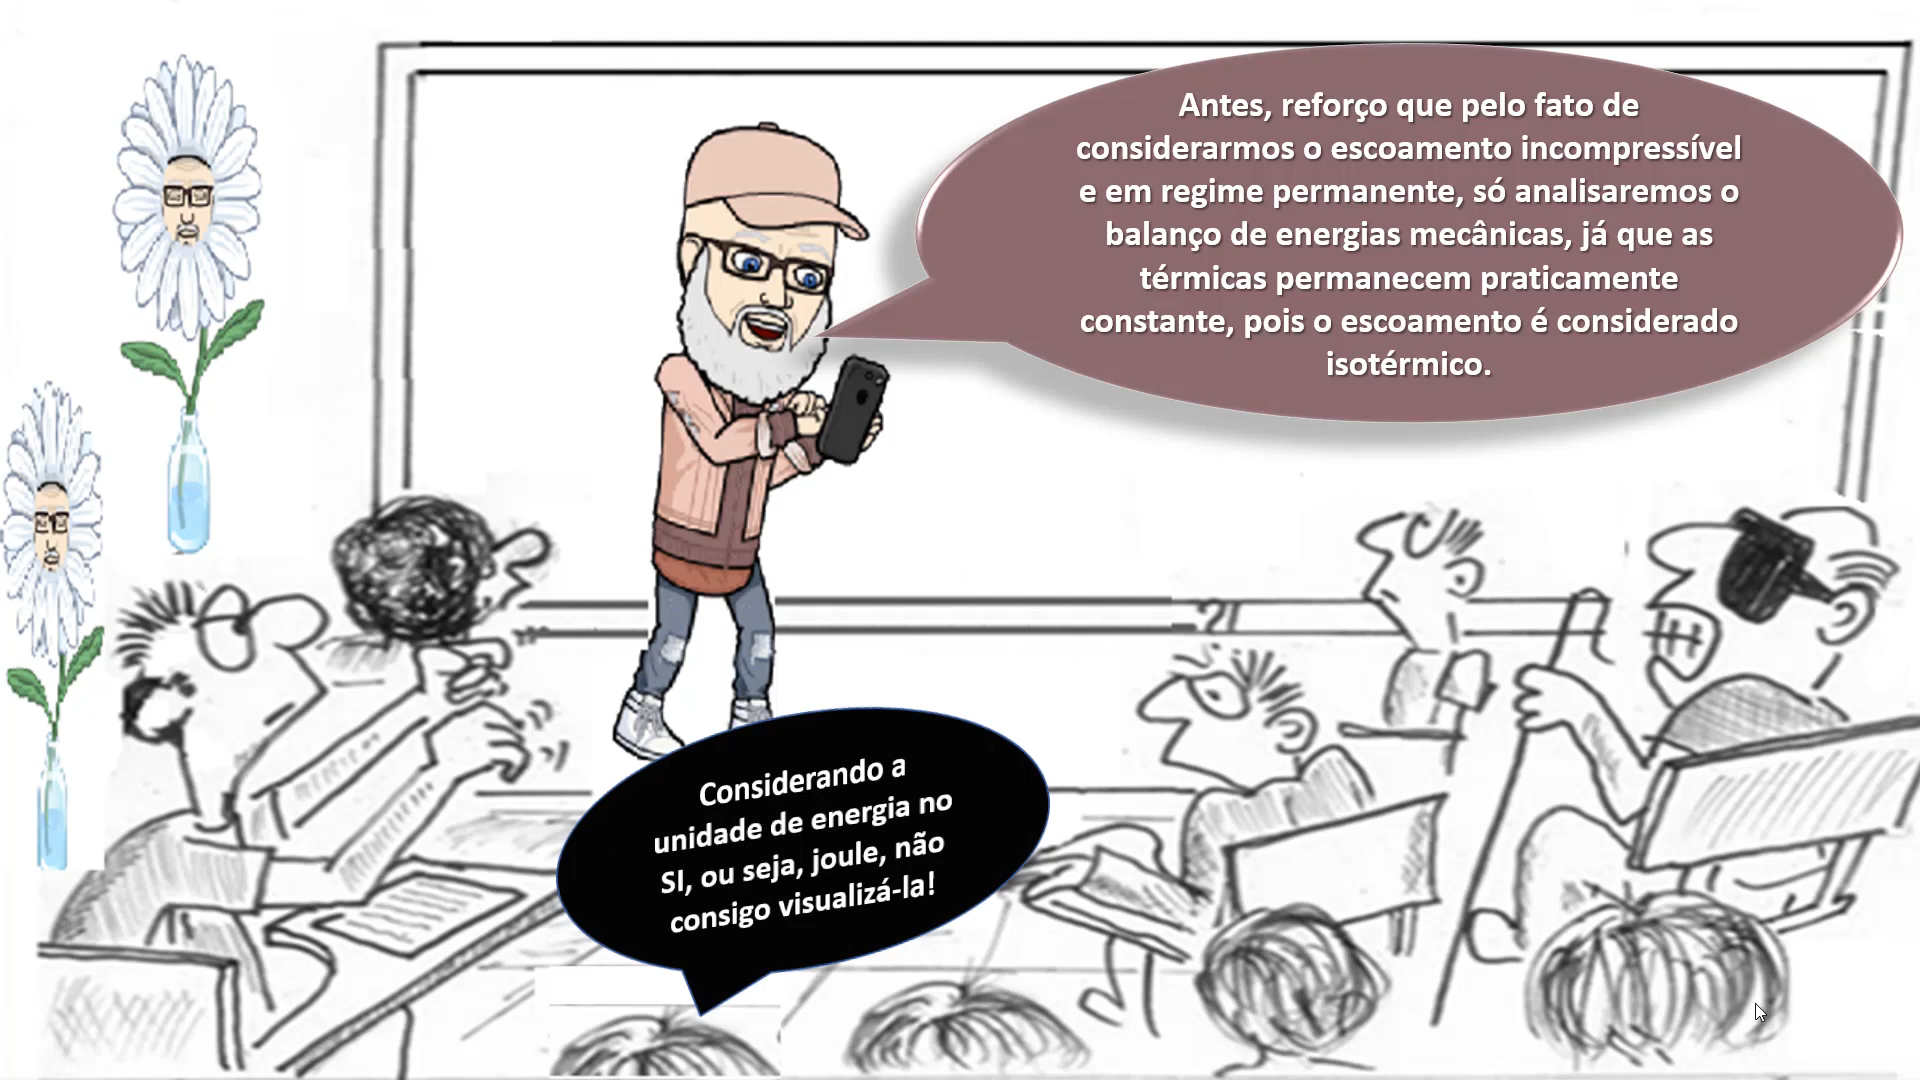 Antes, reforço que pelo fato de
considerarmos o escoamento incompressível
e em regime permanente, só analisaremos o
balanço de energias mecânicas, já que as
térmicas permanecem praticamente
constante, pois o escoamento é considerado
isotérmico.
Considerando a
unidade de energia no
SI, ou seja, joule, não
consigo visualizá-la!